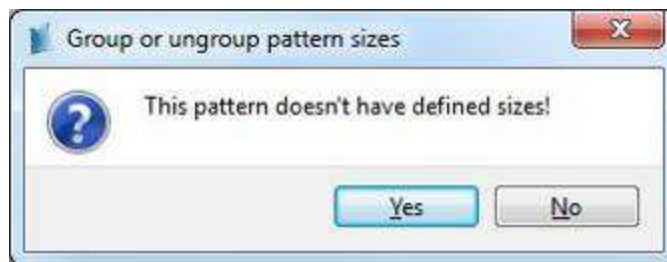 Group or ungroup pattern sizes
This pattern doesn't have defined sizes!
Yes No